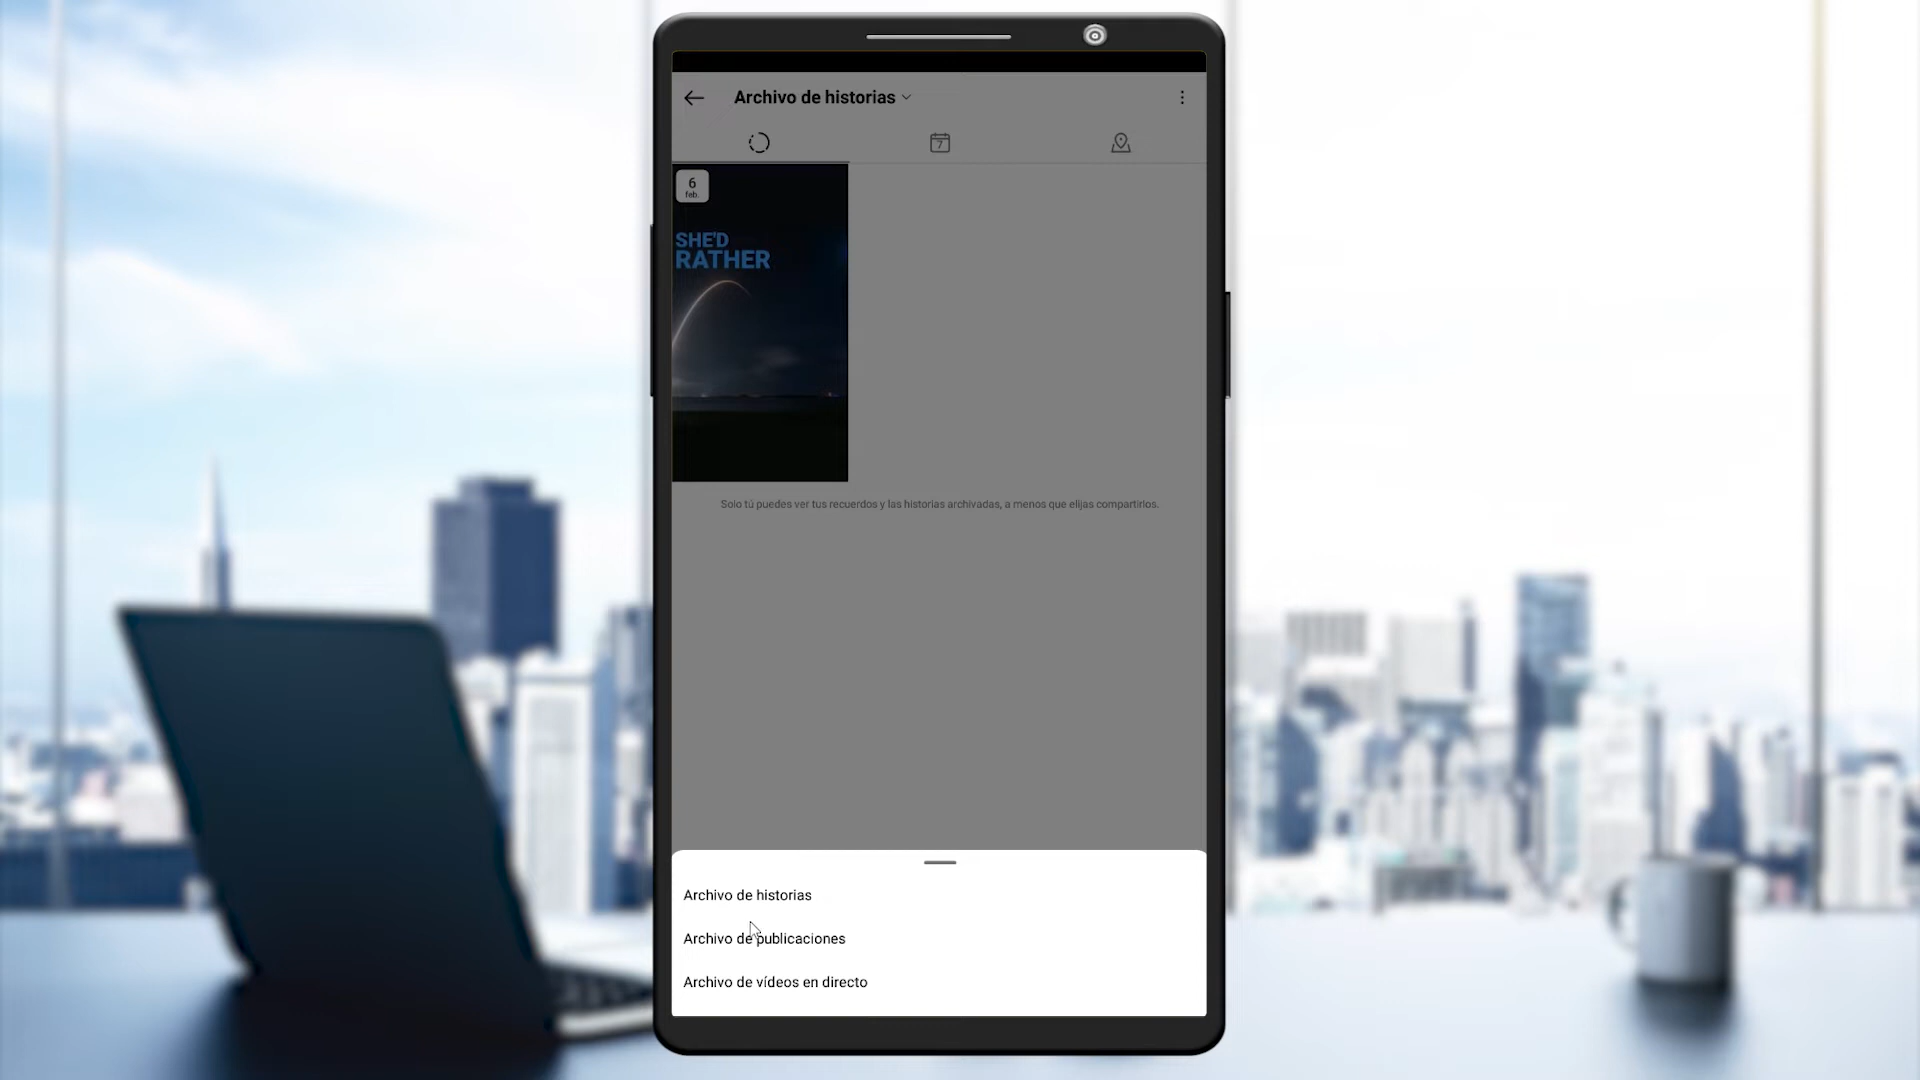 Archivo de historias
7
6
feb.
SHE'D
RATHER
Solo tú puedes ver tus recuerdos y las historias archivadas, a menos que elijas compartirlos.
Archivo de historias
Archivo de publicaciones
Archivo de vídeos en directo